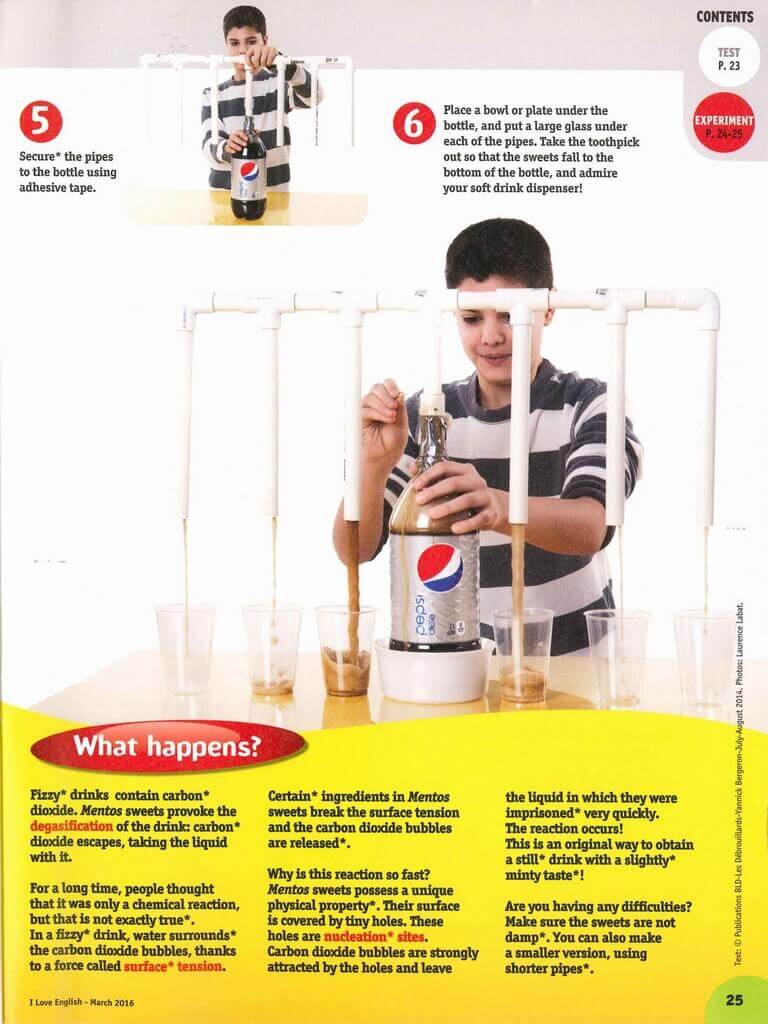 CONTENTS
TEST
P. 23
EXPERIMENT
P. 24-25
5
Secure* the pipes
to the bottle using
adhesive tape.
6
Place a bowl or plate under the
bottle, and put a large glass under
each of the pipes. Take the toothpick
out so that the sweets fall to the
bottom of the bottle, and admire
your soft drink dispenser!
pepsi
What happens?
Fizzy* drinks contain carbon*
dioxide. Mentos sweets provoke the
degasification of the drink: carbon*
dioxide escapes, taking the liquid
with it.
For a long time, people thought
that it was only a chemical reaction,
but that is not exactly true*.
In a fizzy* drink, water surrounds*
the carbon dioxide bubbles, thanks
to a force called surface* tension.
Certain* ingredients in Mentos
sweets break the surface tension
and the carbon dioxide bubbles
are released*.
Why is this reaction so fast?
Mentos sweets possess a unique
physical property*. Their surface
is covered by tiny holes. These
holes are nucleation* sites.
Carbon dioxide bubbles are strongly
attracted by the holes and leave
the liquid in which they were
imprisoned* very quickly.
The reaction occurs!
This is an original way to obtain
a still* drink with a slightly*
minty taste*!
Are you having any difficulties?
Make sure the sweets are not
damp*. You can also make
a smaller version, using
shorter pipes*.
Text: © Publications BLD-Les Débrouillards-Yannick Bergeron-July-August 2014. Photos: Laurence Labat.
I Love English - March 2016
25